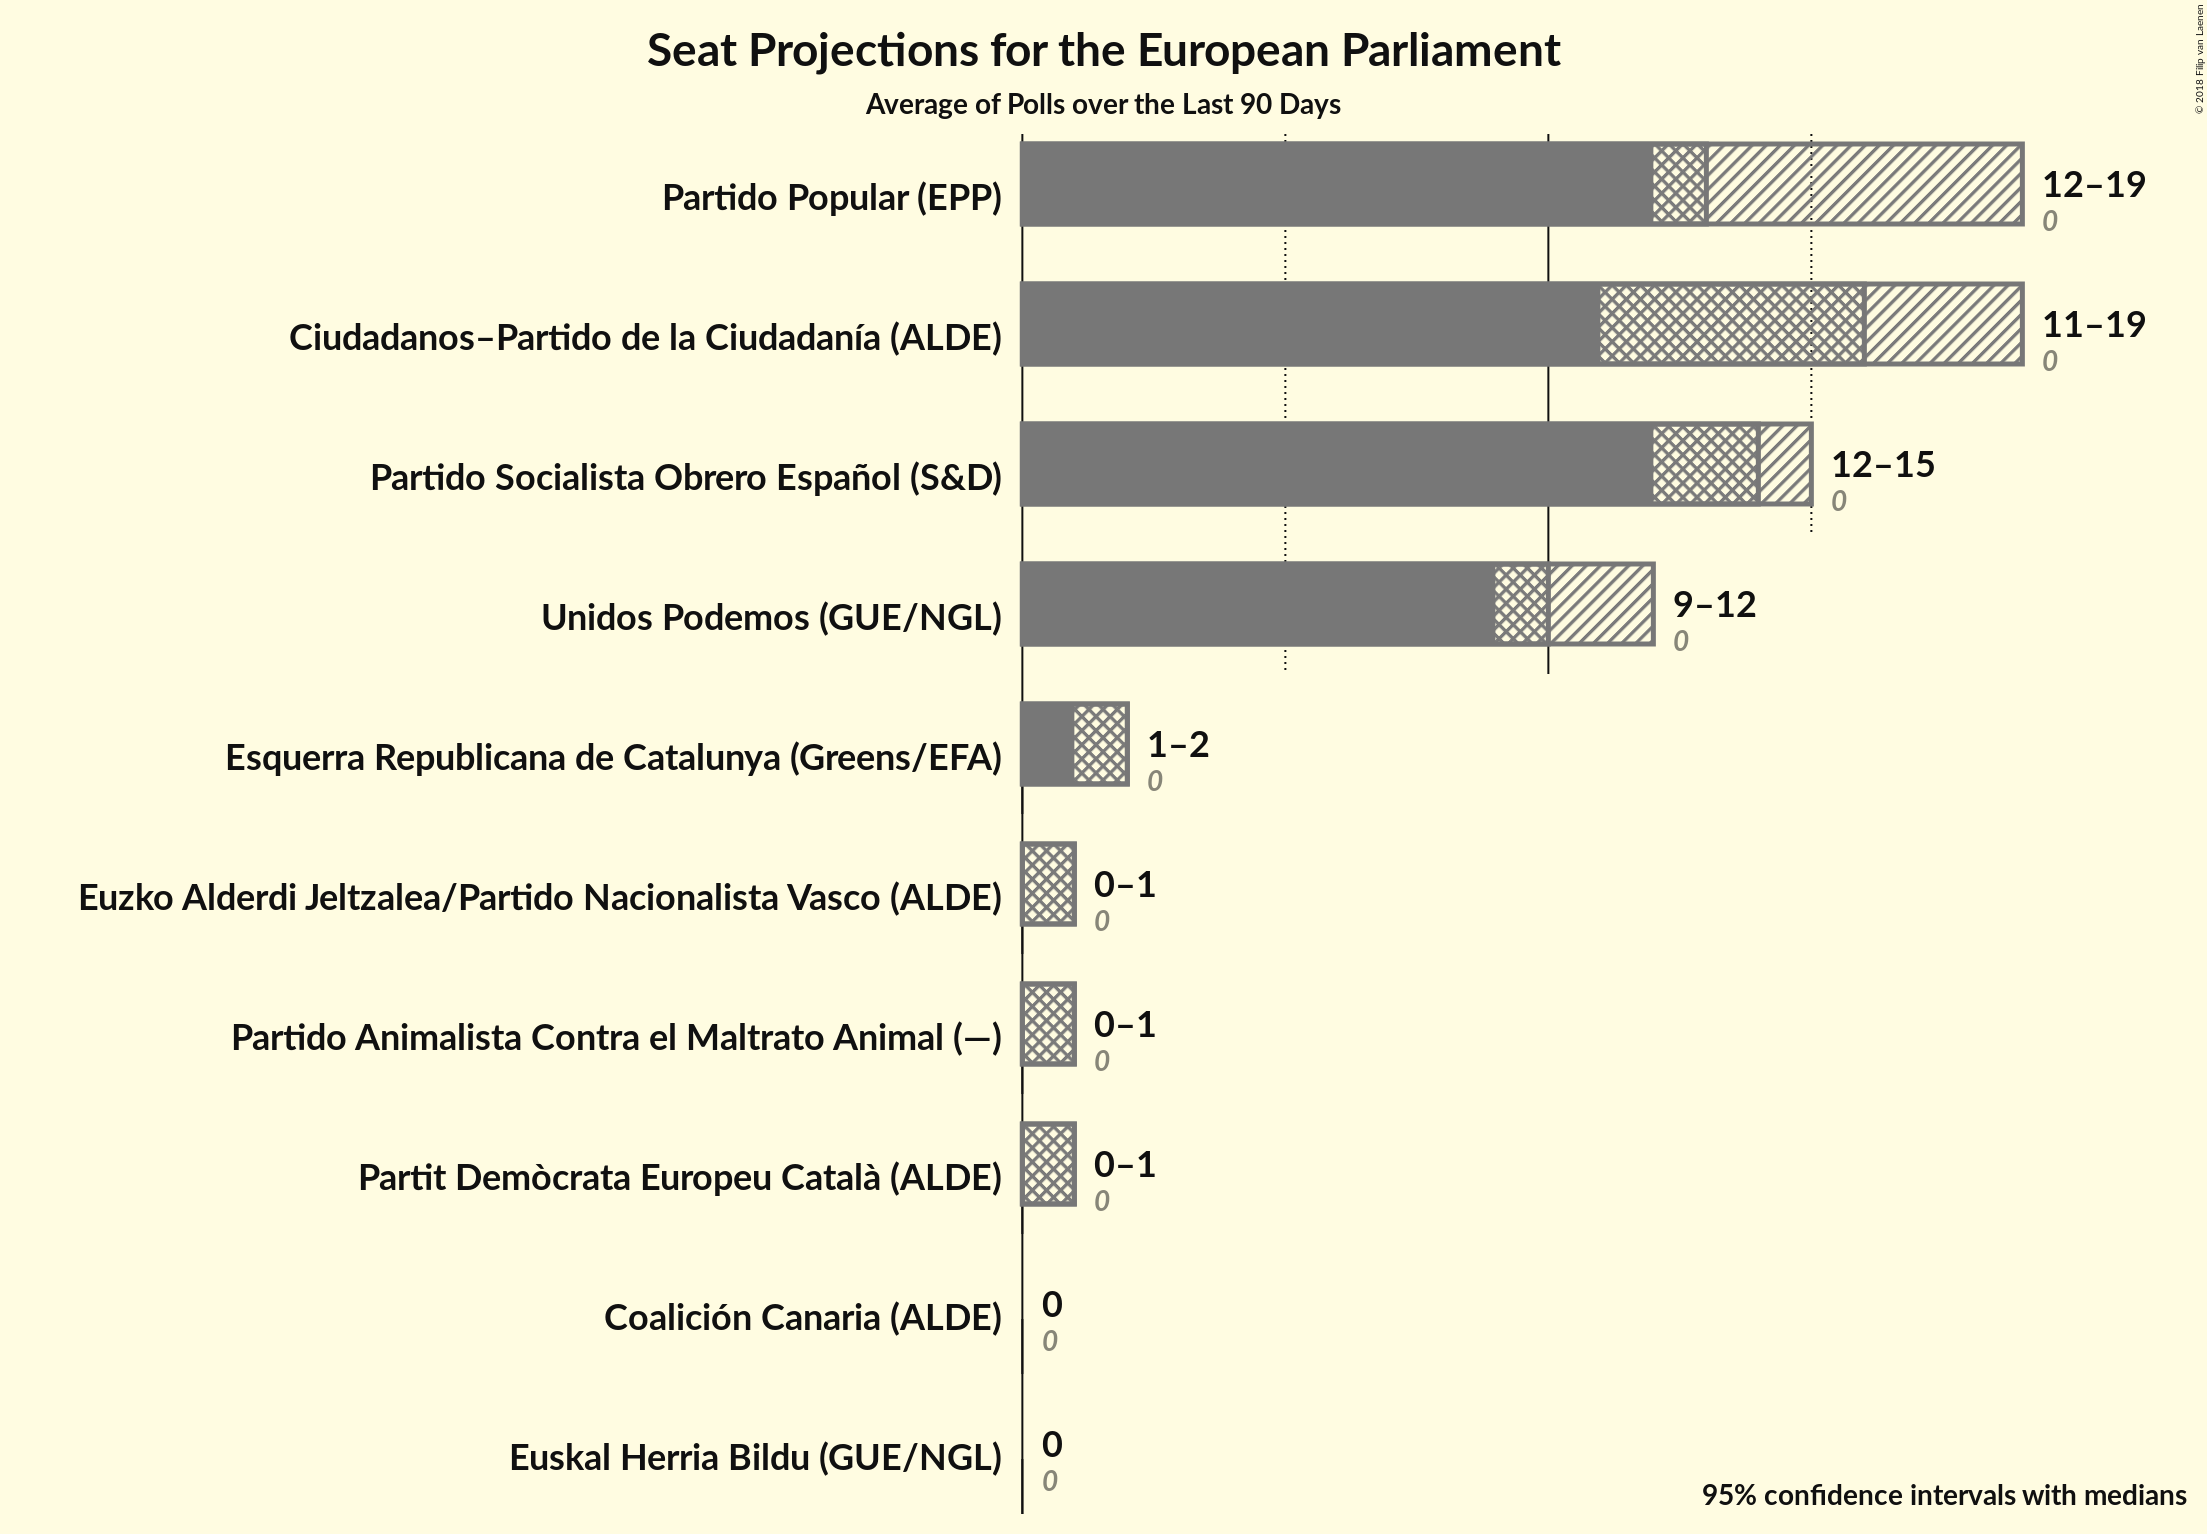 Seat Projections for the European Parliament
Average of Polls over the Last 90 Days
© 2018 Filip van Laenen
Partido Popular (EPP)
12–19
0
Ciudadanos–Partido de la Ciudadanía (ALDE)
11–19
0
Partido Socialista Obrero Español (S&D)
12–15
0
Unidos Podemos (GUE/NGL)
9–12
0
Esquerra Republicana de Catalunya (Greens/EFA)
1–2
0
Euzko Alderdi Jeltzalea/Partido Nacionalista Vasco (ALDE)
0–1
0
Partido Animalista Contra el Maltrato Animal (—)
0–1
0
Partit Demòcrata Europeu Català (ALDE)
0–1
0
Coalición Canaria (ALDE)
0
0
Euskal Herria Bildu (GUE/NGL)
0
0
95% confidence intervals with medians